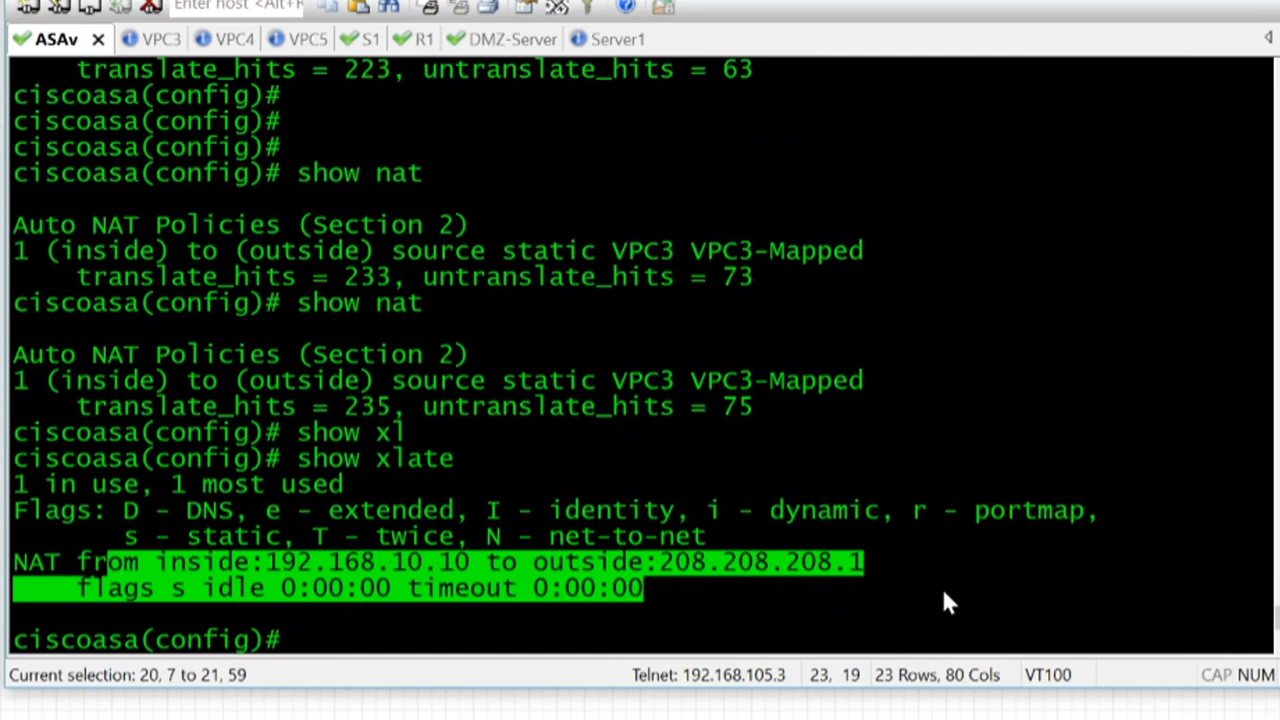 Enter host <Alt+R
ASAv
VPC3
VPC4
VPC5
S1
R1
DMZ-Server
Server1
translate_hits = 223, untranslate_hits = 63
ciscoasa(config)#
ciscoasa(config)#
ciscoasa(config)#
ciscoasa(config)# show nat
Auto NAT Policies (Section 2)
1 (inside) to (outside) source static VPC3 VPC3-Mapped
translate_hits = 233, untranslate_hits = 73
ciscoasa(config)# show nat
Auto NAT Policies (Section 2)
1 (inside) to (outside) source static VPC3 VPC3-Mapped
translate_hits = 235, untranslate_hits = 75
ciscoasa(config)# show xl
ciscoasa(config)# show xlate
1 in use, 1 most used
Flags: D - DNS, e - extended, I - identity, i - dynamic, r - portmap,
s - static, T - twice, N - net-to-net
NAT from inside:192.168.10.10 to outside:208.208.208.1
flags s idle 0:00:00 timeout 0:00:00
ciscoasa(config)#
Current selection: 20, 7 to 21, 59
Telnet: 192.168.105.3
23, 19
23 Rows, 80 Cols
VT100
CAP NUM